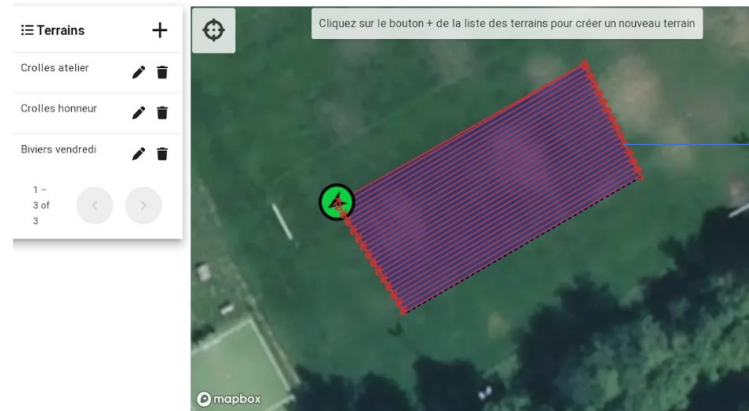 Terrains
Cliquez sur le bouton + de la liste des terrains pour créer un nouveau terrain
Crolles atelier
Crolles honneur
Biviers vendredi
1 –
3 of
3
mapbox